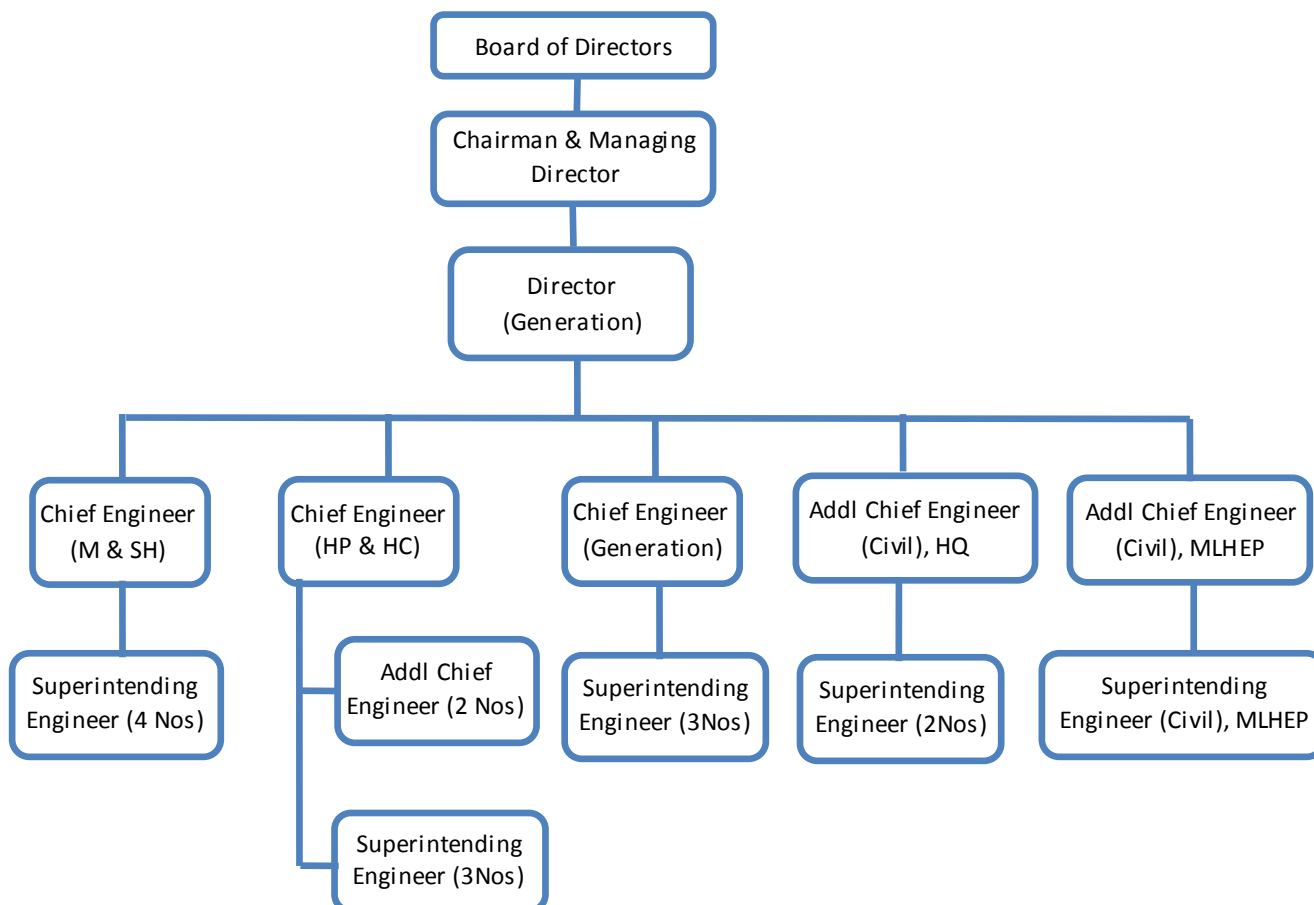 Board of Directors
Chairman & Managing
Director
Director
(Generation)
Chief Engineer
(M & SH)
Chief Engineer
(HP & HC)
Chief Engineer
(Generation)
Addl Chief Engineer
(Civil), HQ
Addl Chief Engineer
(Civil), MLHEP
Superintending
Engineer (4 Nos)
Addl Chief
Engineer (2 Nos)
Superintending
Engineer (3Nos)
Superintending
Engineer (2Nos)
Superintending
Engineer (Civil), MLHEP
Superintending
Engineer (3Nos)